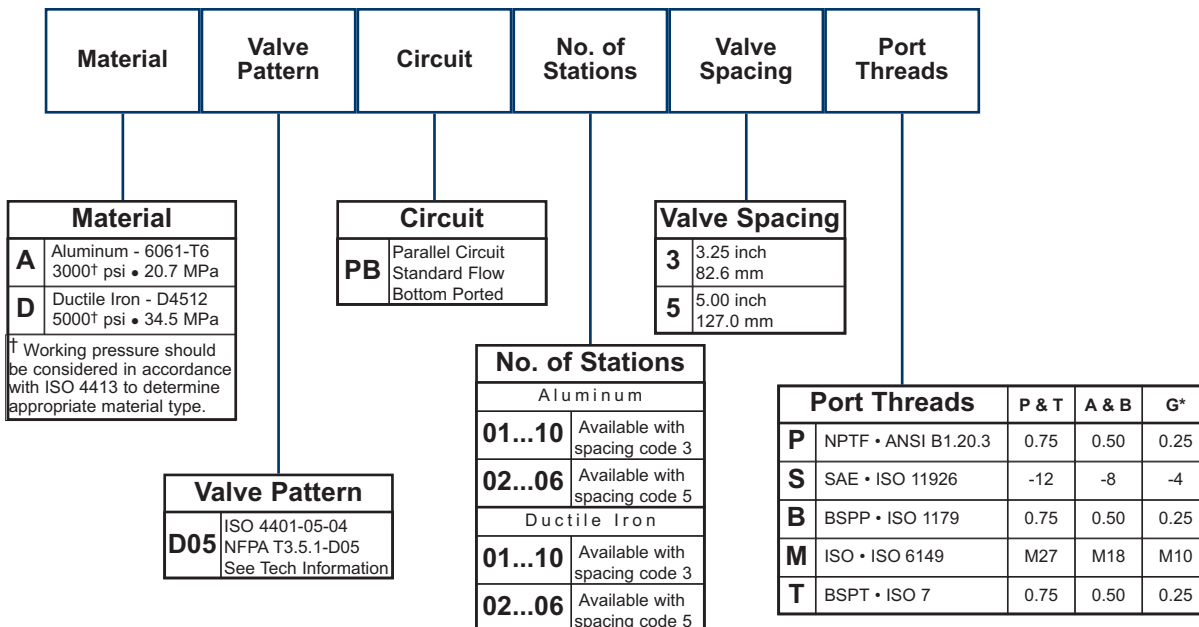 Material
Valve
Pattern
Circuit
No. of
Stations
Valve
Spacing
Port
Threads
Material
A
Aluminum - 6061-T6
3000† psi • 20.7 MPa
D
Ductile Iron - D4512
5000† psi • 34.5 MPa
† Working pressure should
be considered in accordance
with ISO 4413 to determine
appropriate material type.
Circuit
PB
Parallel Circuit
Standard Flow
Bottom Ported
Valve Spacing
3
3.25 inch
82.6 mm
5
5.00 inch
127.0 mm
Valve Pattern
D05
ISO 4401-05-04
NFPA T3.5.1-D05
See Tech Information
No. of Stations
Aluminum
01...10
Available with
spacing code 3
02...06
Available with
spacing code 5
Ductile Iron
01...10
Available with
spacing code 3
02...06
Available with
spacing code 5
Port Threads P & T A & B G*
P NPTF • ANSI B1.20.3 0.75 0.50 0.25
S SAE • ISO 11926 -12 -8 -4
B BSPP • ISO 1179 0.75 0.50 0.25
M ISO • ISO 6149 M27 M18 M10
T BSPT • ISO 7 0.75 0.50 0.25